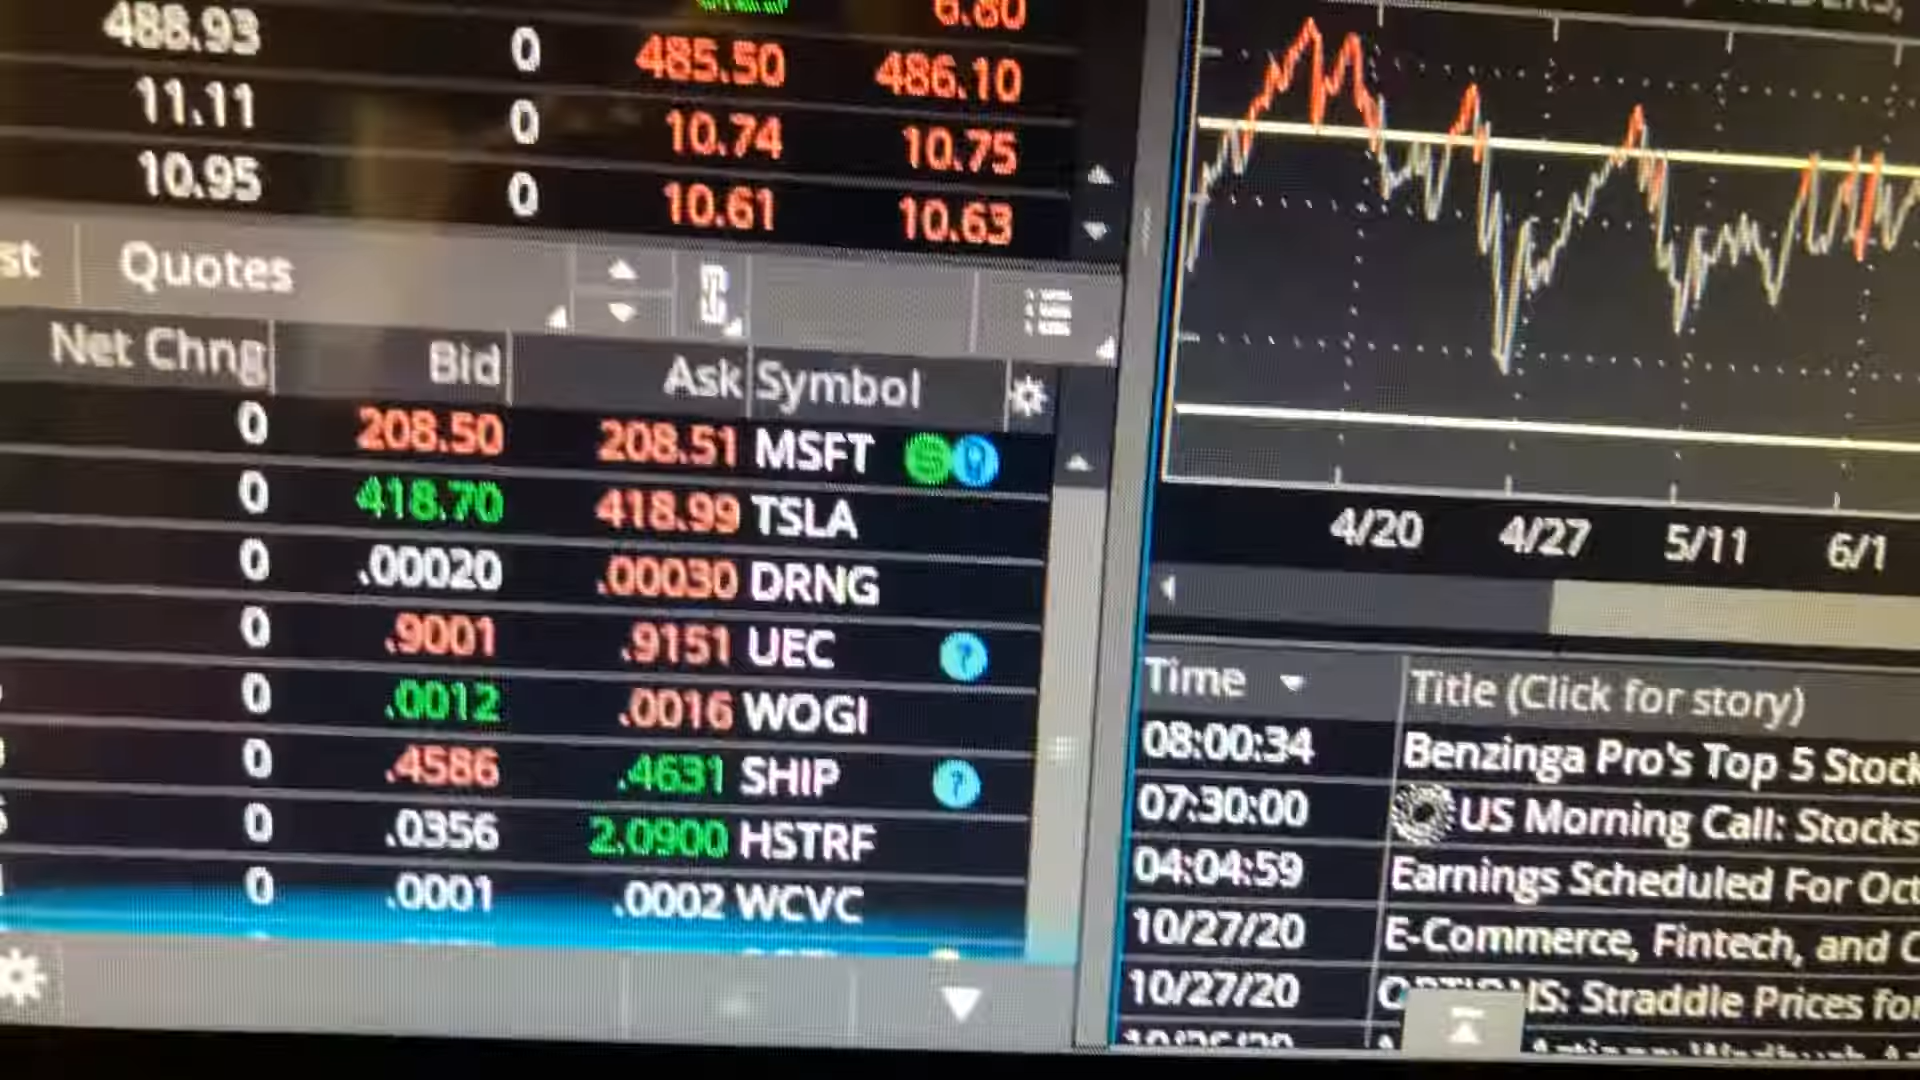 6.80
488.93 0 485.50 486.10
11.11 0 10.74 10.75
10.95 0 10.61 10.63
st Quotes
Net Chng Bid Ask Symbol
0 208.50 208.51 MSFT
0 418.70 418.99 TSLA
0 .00020 .00030 DRNG
0 .9001 .9151 UEC ?
0 .0012 .0016 WOGI
0 .4586 .4631 SHIP ?
0 .0356 2.0900 HSTRF
0 .0001 .0002 WCVC
4/20 4/27 5/11 6/1
Time Title (Click for story)
08:00:34 Benzinga Pro's Top 5 Stock
07:30:00 US Morning Call: Stocks
04:04:59 Earnings Scheduled For Oct
10/27/20 E-Commerce, Fintech, and C
10/27/20 Straddle Prices for